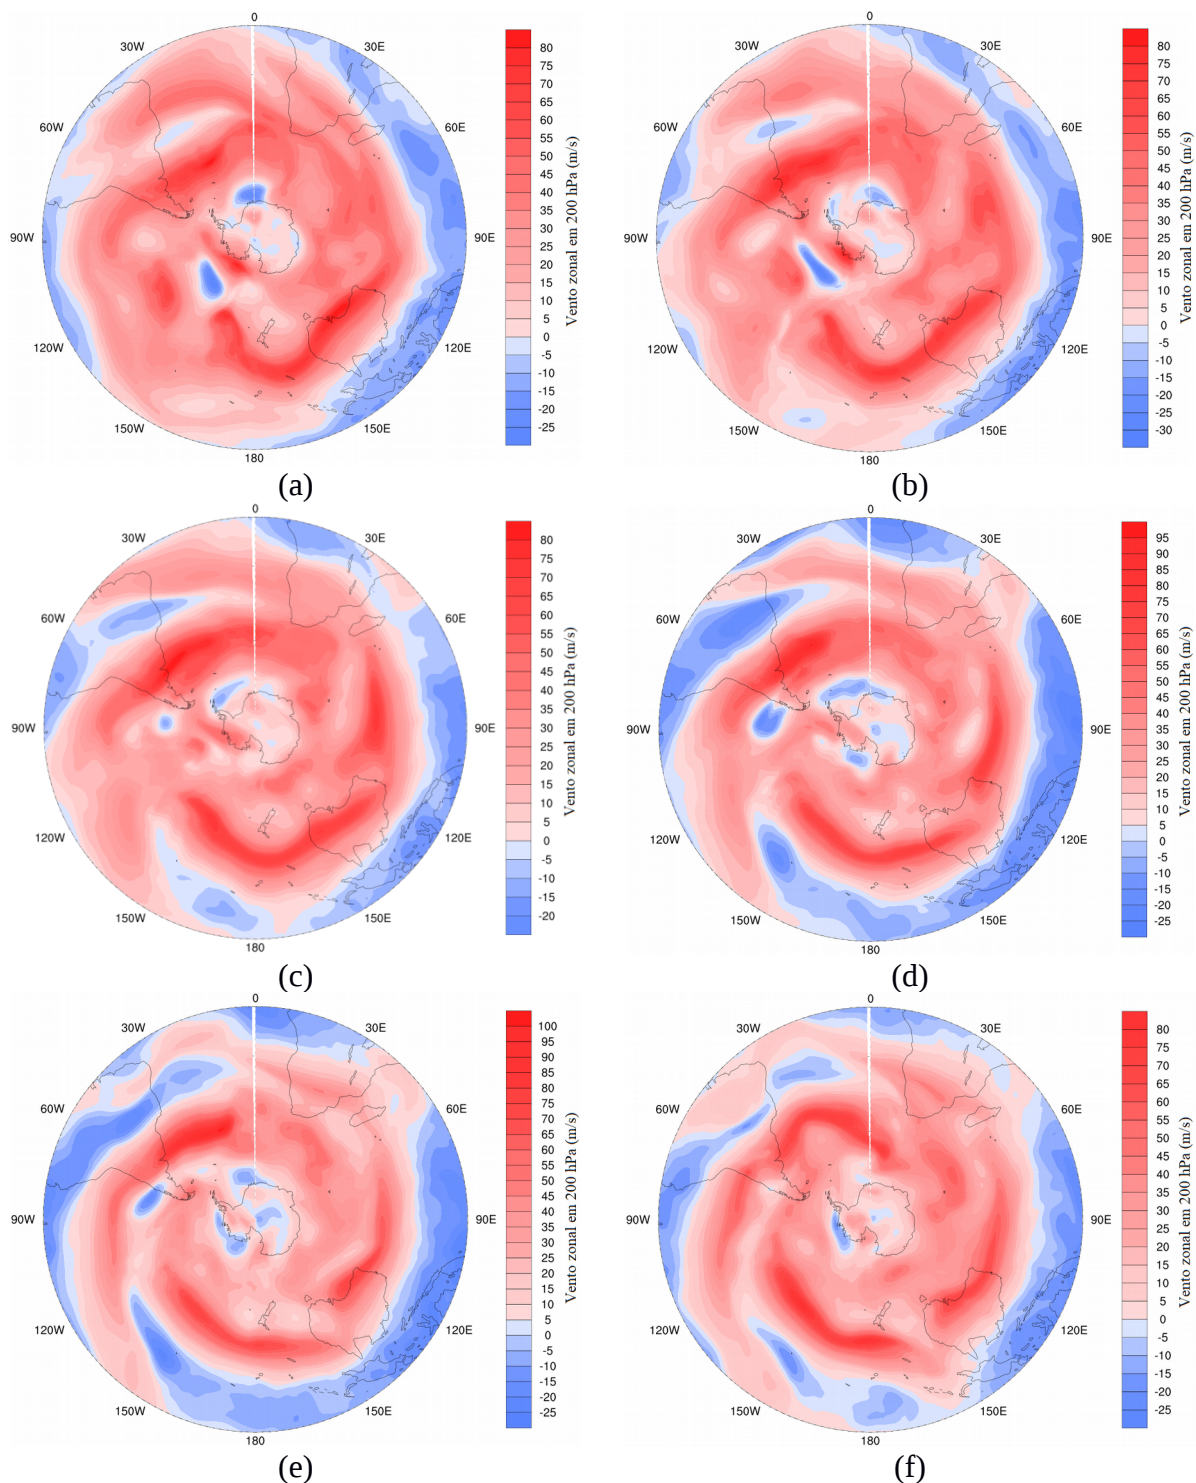 0
30W
30E
60W
60E
90W
90E
120W
120E
150W
150E
180
80
75
70
65
60
55
50
45
40
35
30
25
20
15
10
5
0
-5
-10
-15
-20
-25
Vento zonal em 200 hPa (m/s)
(a)
0
30W
30E
60W
60E
90W
90E
120W
120E
150W
150E
180
80
75
70
65
60
55
50
45
40
35
30
25
20
15
10
5
0
-5
-10
-15
-20
-25
-30
Vento zonal em 200 hPa (m/s)
(b)
0
30W
30E
60W
60E
90W
90E
120W
120E
150W
150E
180
80
75
70
65
60
55
50
45
40
35
30
25
20
15
10
5
0
-5
-10
-15
-20
Vento zonal em 200 hPa (m/s)
(c)
0
30W
30E
60W
60E
90W
90E
120W
120E
150W
150E
180
95
90
85
80
75
70
65
60
55
50
45
40
35
30
25
20
15
10
5
0
-5
-10
-15
-20
-25
Vento zonal em 200 hPa (m/s)
(d)
0
30W
30E
60W
60E
90W
90E
120W
120E
150W
150E
180
100
95
90
85
80
75
70
65
60
55
50
45
40
35
30
25
20
15
10
5
0
-5
-10
-15
-20
-25
Vento zonal em 200 hPa (m/s)
(e)
0
30W
30E
60W
60E
90W
90E
120W
120E
150W
150E
180
80
75
70
65
60
55
50
45
40
35
30
25
20
15
10
5
0
-5
-10
-15
-20
-25
Vento zonal em 200 hPa (m/s)
(f)